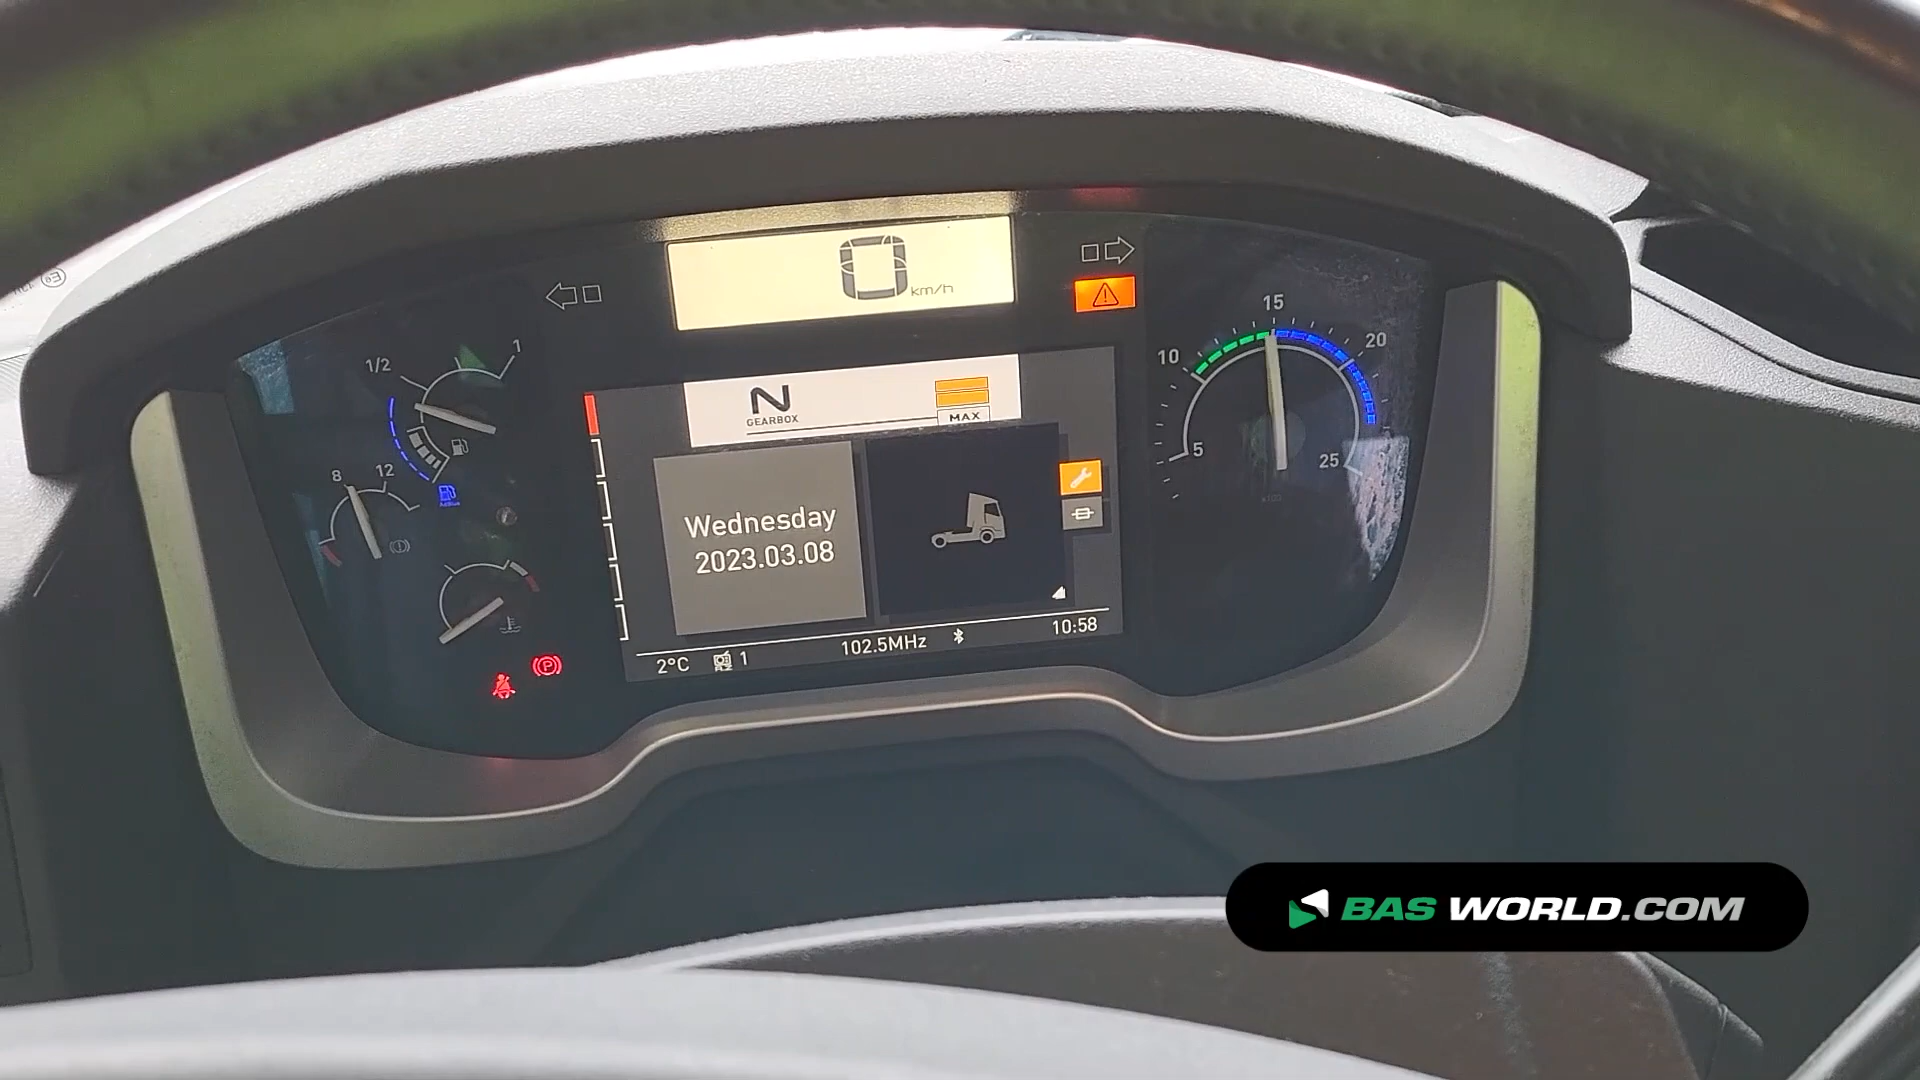 0 km/h
1/2 1
8 12
AdBlue
N
GEARBOX
MAX
Wednesday
2023.03.08
2°C 1 102.5MHz 10:58
P
5 10 15 20 25
BAS WORLD.COM